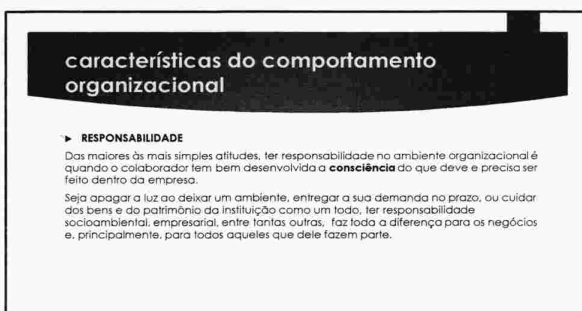 características do comportamento
organizacional
► RESPONSABILIDADE
Das maiores às mais simples atitudes, ter responsabilidade no ambiente organizacional é
quando o colaborador tem bem desenvolvida a consciência do que deve e precisa ser
feito dentro da empresa.
Seja apagar a luz ao deixar um ambiente, entregar a sua demanda no prazo, ou cuidar
dos bens e do patrimônio da instituição como um todo, ter responsabilidade
socioambiental, empresarial, entre tantas outras, faz toda a diferença para os negócios
e, principalmente, para todos aqueles que dele fazem parte.